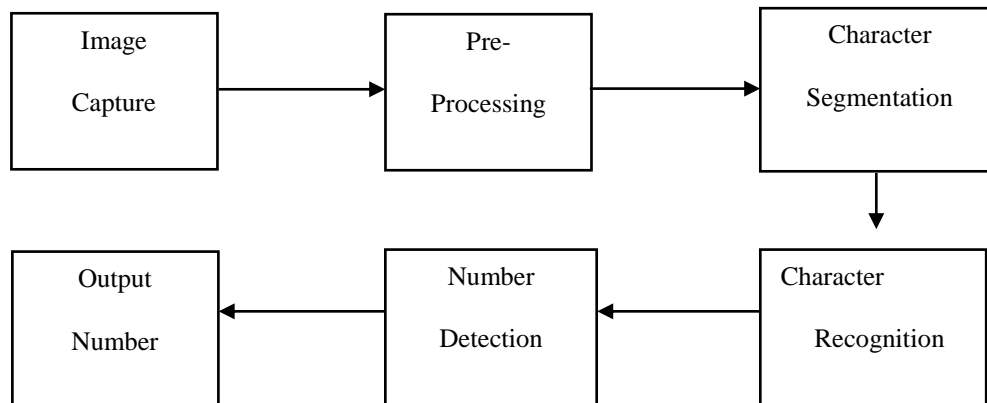 Image
Capture
Pre-
Processing
Character
Segmentation
Character
Recognition
Number
Detection
Output
Number